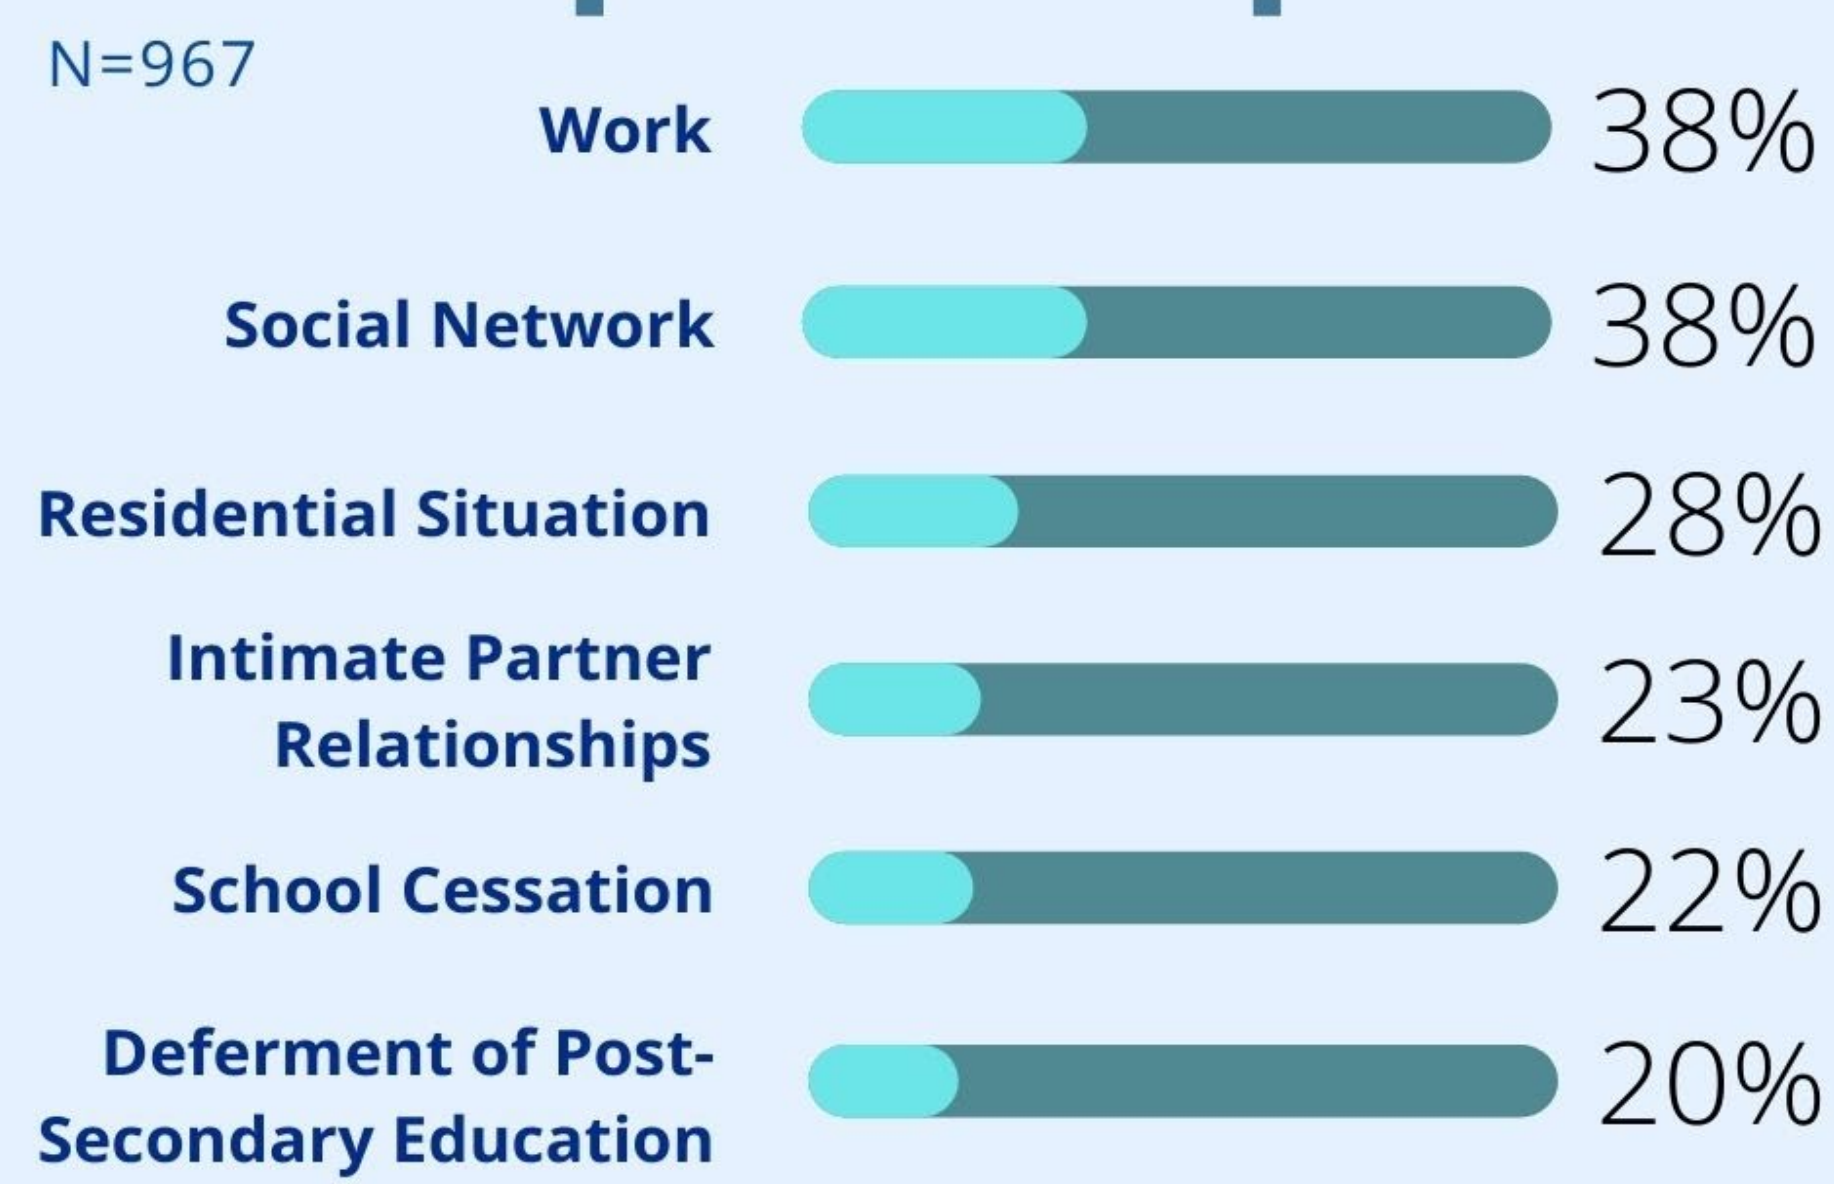 N=967
Work 38%
Social Network 38%
Residential Situation 28%
Intimate Partner
Relationships 23%
School Cessation 22%
Deferment of Post-
Secondary Education 20%